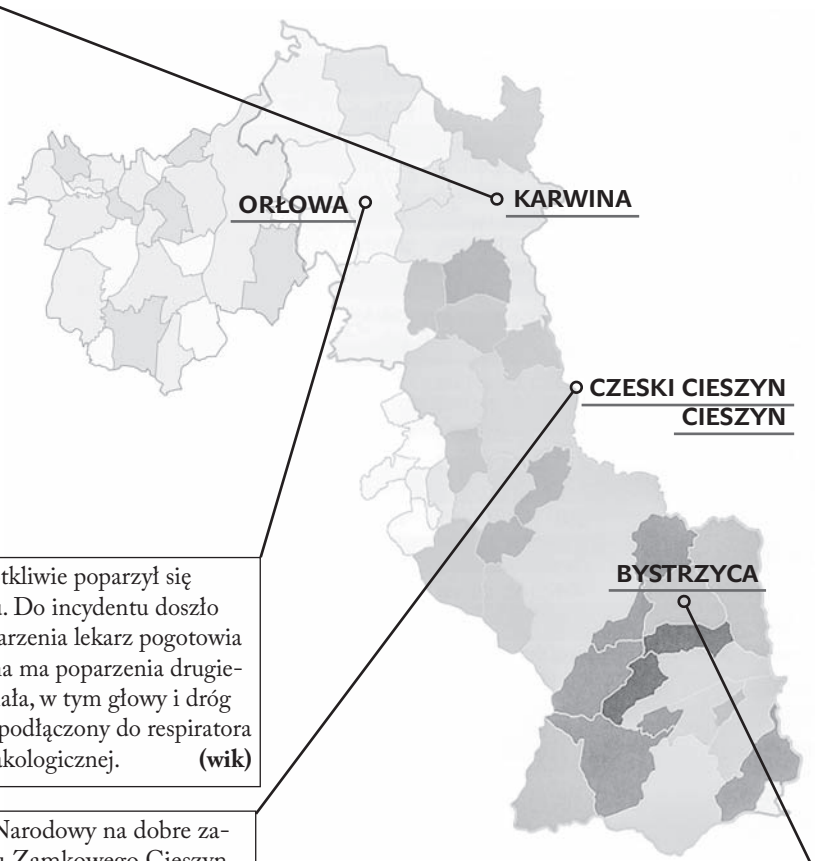 ORŁOWA
KARWINA
CZESKI CIESZYN
CIESZYN
BYSTRZYCA
tkliwie poparzył się
Do incydentu doszło
arzenia lekarz pogotowia
na ma poparzenia drugie-
ała, w tym głowy i dróg
podłączony do respiratora
akologicznej. (wik)
Narodowy na dobre za-
Zamkowego Cieszyn